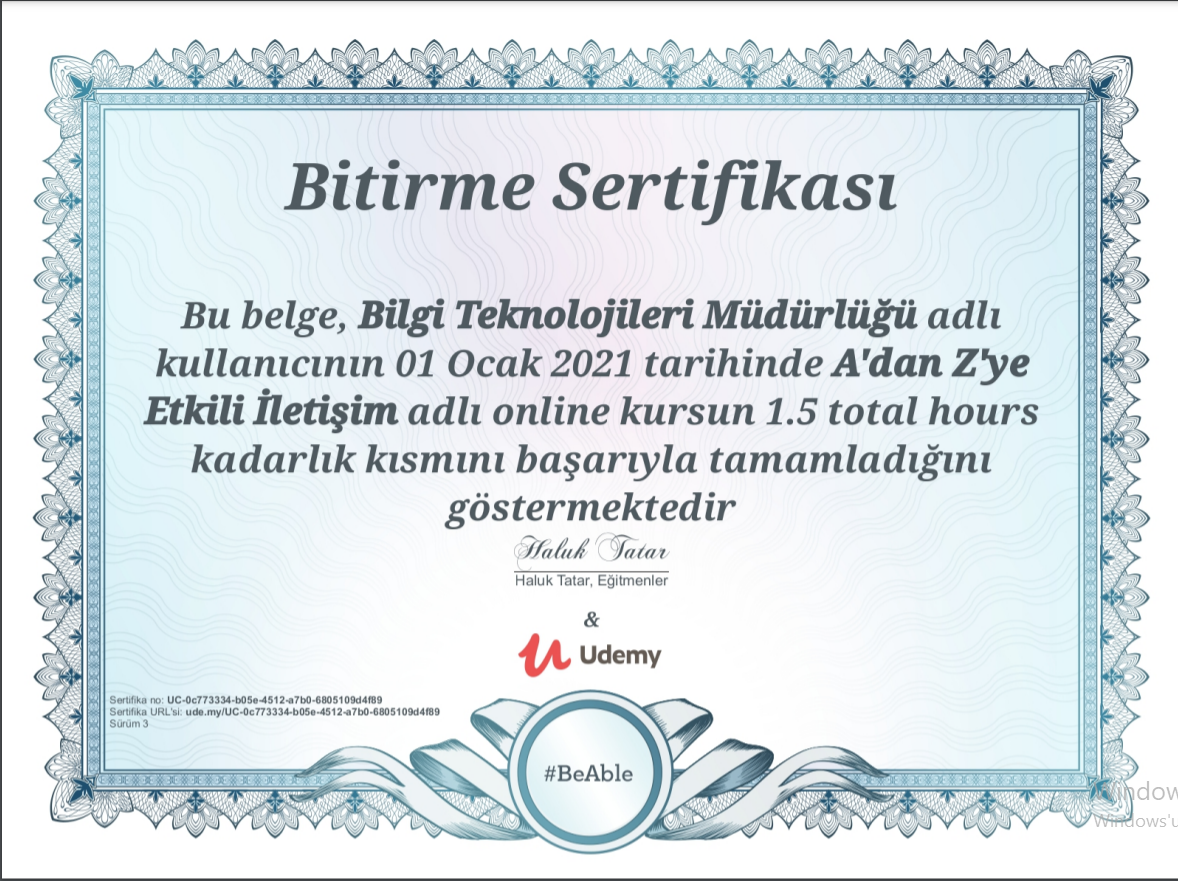 Bitirme Sertifikası
Bu belge, Bilgi Teknolojileri Müdürlüğü adlı
kullanıcının 01 Ocak 2021 tarihinde A'dan Z'ye
Etkili İletişim adlı online kursun 1.5 total hours
kadarlık kısmını başarıyla tamamladığını
göstermektedir
Haluk Tatar
Haluk Tatar, Eğitmenler
&
Udemy
Sertifika no: UC-0c773334-b05e-4512-a7b0-6805109d4f89
Sertifika URL'si: ude.my/UC-0c773334-b05e-4512-a7b0-6805109d4f89
Sürüm 3
#BeAble
Window
Windows'u